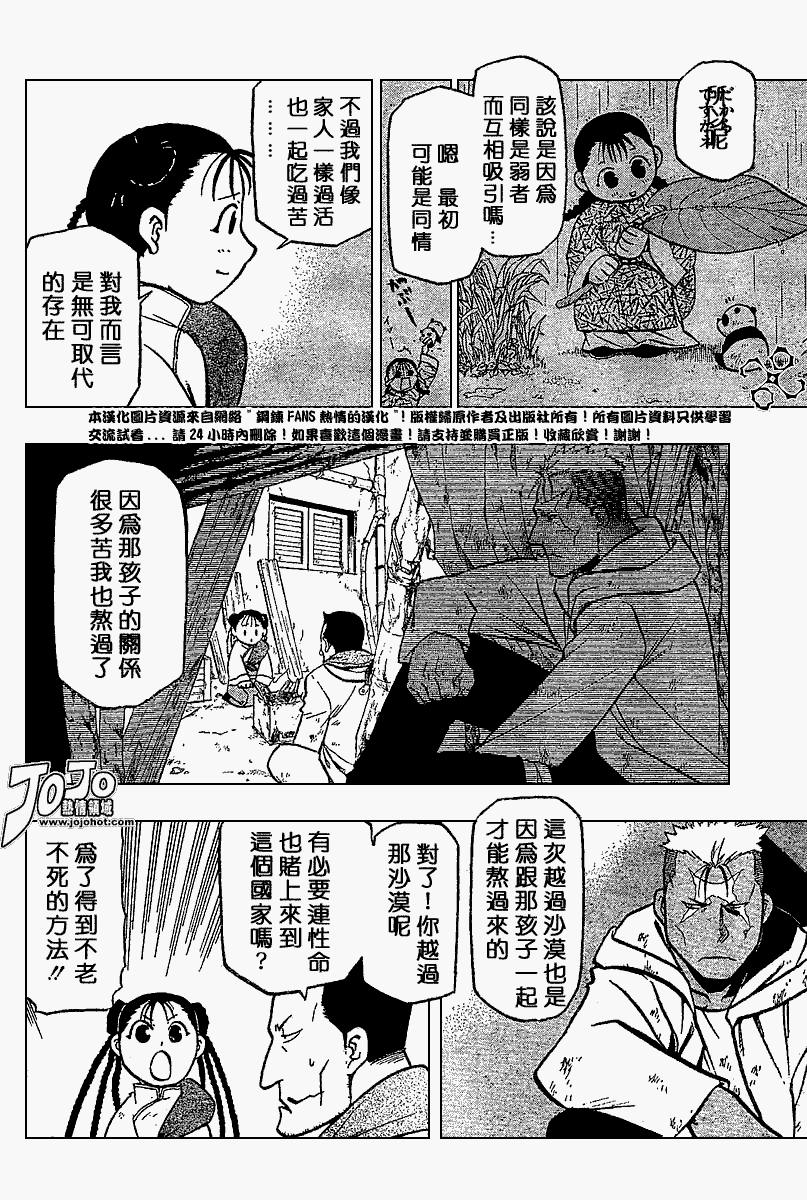 所以呢
該說是因爲
同樣是弱者
而互相吸引嗎…
嗯 最初
可能是同情
不過我們像
家人一樣過活
也一起吃過苦
………
對我而言
是無可取代
的存在
本漢化圖片資源來自網絡"鋼鍊FANS熱情的漢化"!版權歸原作者及出版社所有!所有圖片資料只供學習
交流試看...請24小時內刪除!如果喜歡這個漫畫!請支持並購買正版!收藏欣賞!謝謝!
因爲那孩子的關係
很多苦我也熬過了
這次越過沙漠也是
因爲跟那孩子一起
才能熬過來的
對了!你越過
那沙漠呢
有必要連性命
也賭上來到
這個國家嗎?
爲了得到不老
不死的方法!!
JOJO
熱情領域
www.jojohot.com